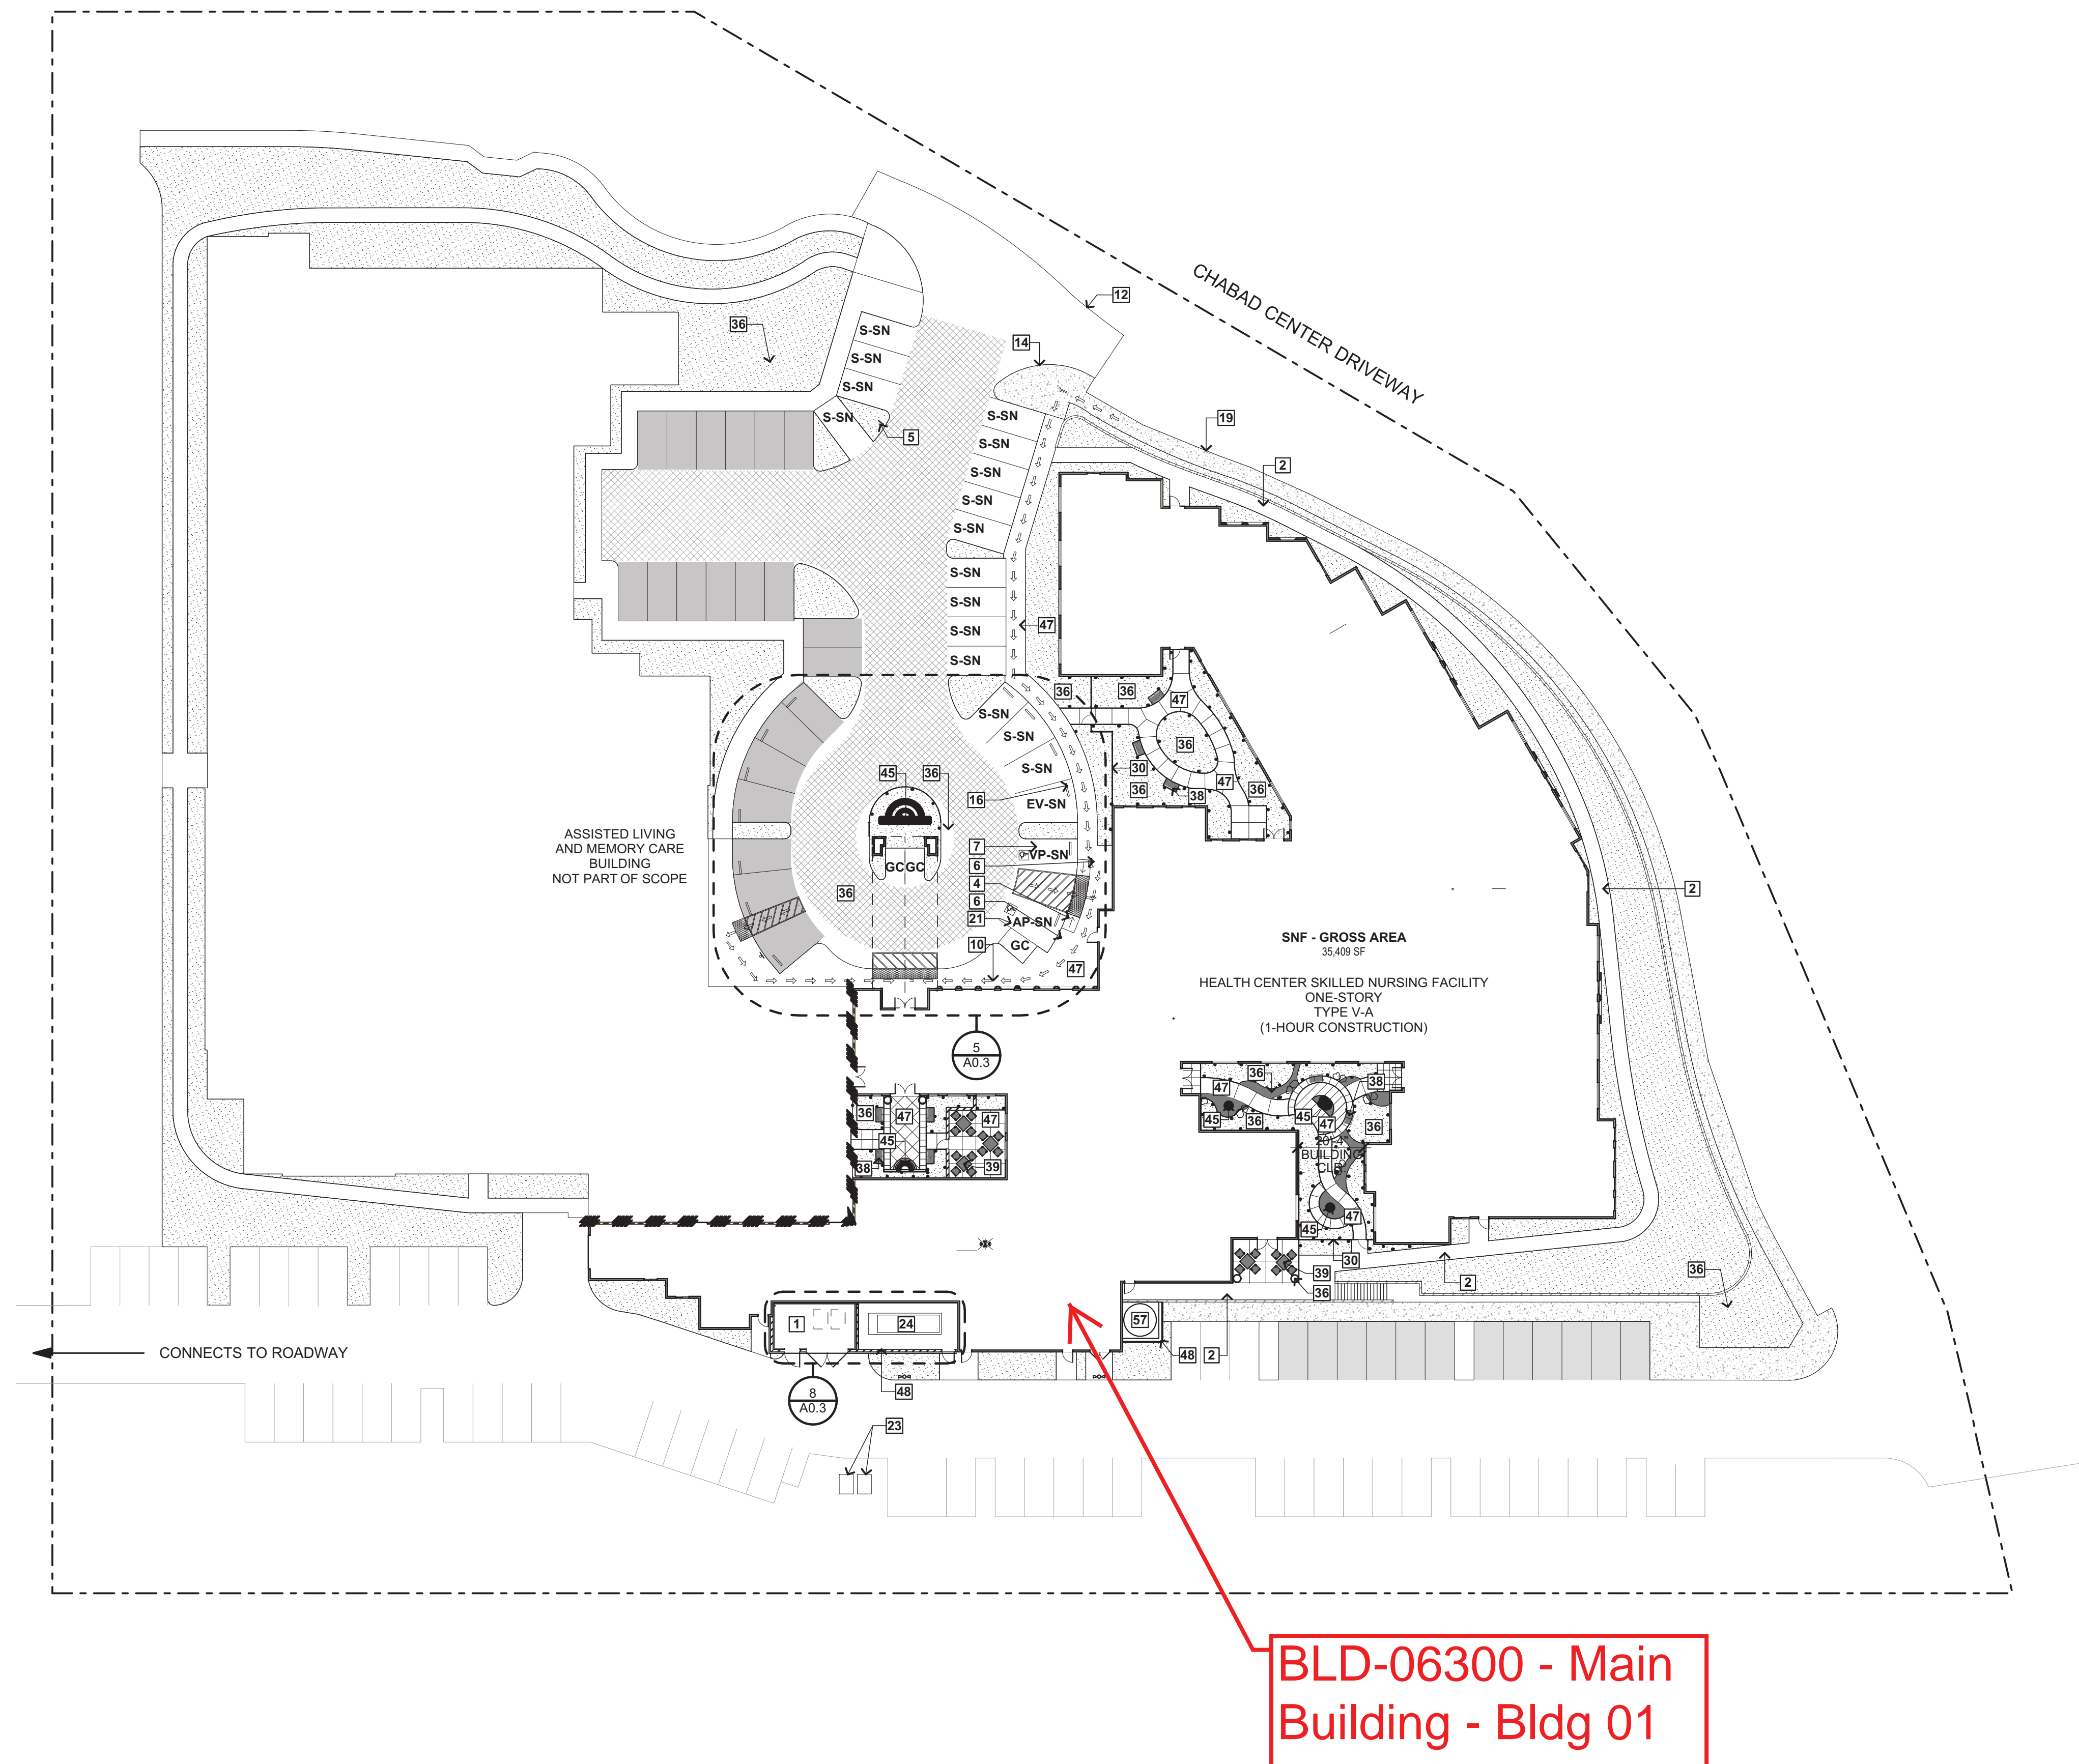 CHABAD CENTER DRIVEWAY
12
36
14
S-SN
S-SN
S-SN
S-SN
5
S-SN
S-SN
S-SN
S-SN
S-SN
19
2
S-SN
S-SN
S-SN
S-SN
47
36
36
47
36
30
36
38
47
36
S-SN
S-SN
S-SN
EV-SN
16
45
36
GC
GC
36
7
VP-SN
6
4
6
21
AP-SN
GC
10
47
2
ASSISTED LIVING
AND MEMORY CARE
BUILDING
NOT PART OF SCOPE
SNF - GROSS AREA
35,409 SF
HEALTH CENTER SKILLED NURSING FACILITY
ONE-STORY
TYPE V-A
(1-HOUR CONSTRUCTION)
5
A0.3
36
47
47
45
38
39
36
38
47
45
36
45
47
36
20'-4"
BUILDING
CLR.
47
45
30
39
36
2
36
1
24
57
48
2
48
CONNECTS TO ROADWAY
8
A0.3
23
BLD-06300 - Main
Building - Bldg 01